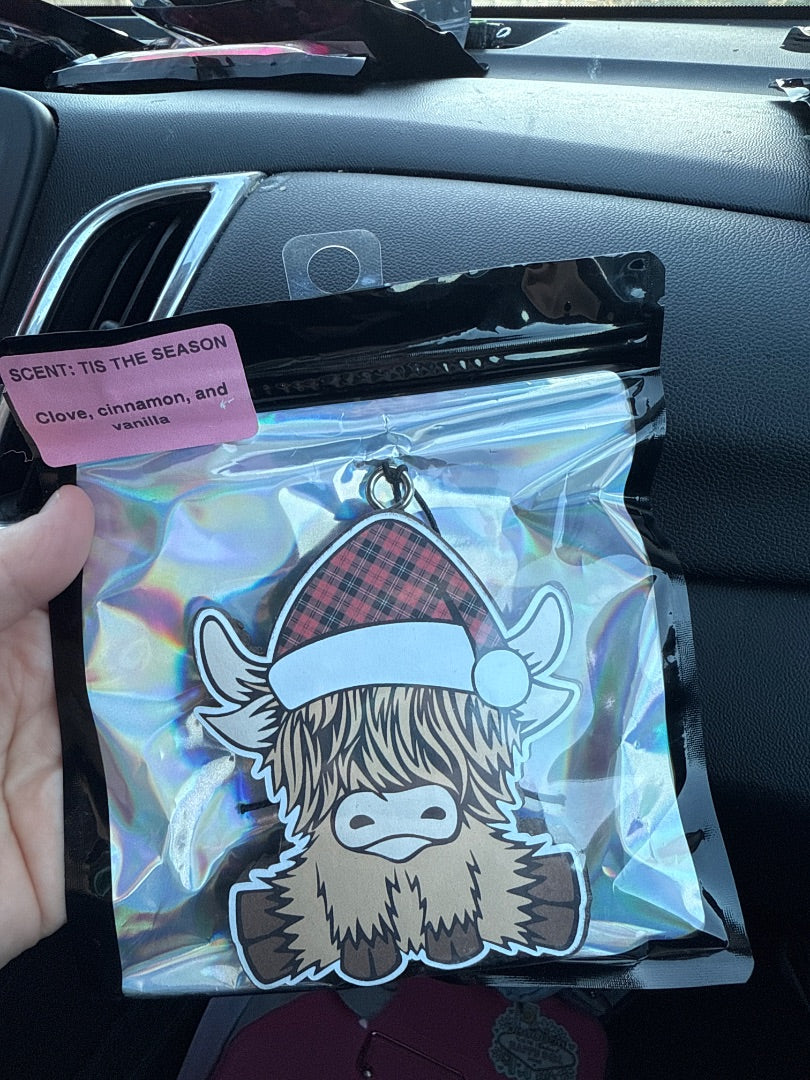 SCENT: TIS THE SEASON
Clove, cinnamon, and
vanilla